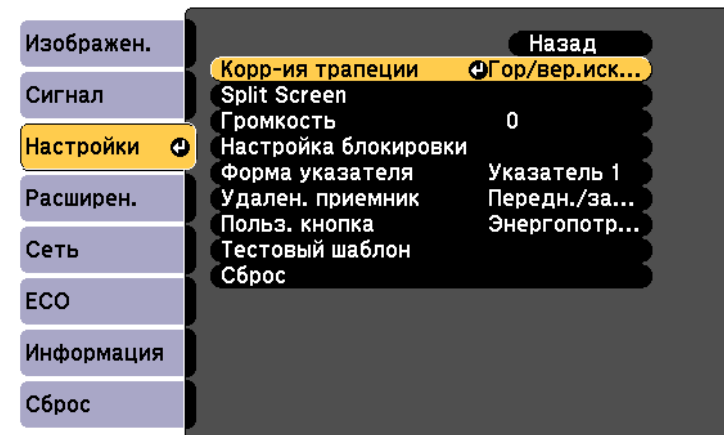 Изображен.
Сигнал
Настройки
Расширен.
Сеть
ECO
Информация
Сброс
Назад
Корр-ия трапеции Гор/вер.иск...
Split Screen
Громкость 0
Настройка блокировки
Форма указателя Указатель 1
Удален. приемник Передн./за...
Польз. кнопка Энергопотр...
Тестовый шаблон
Сброс